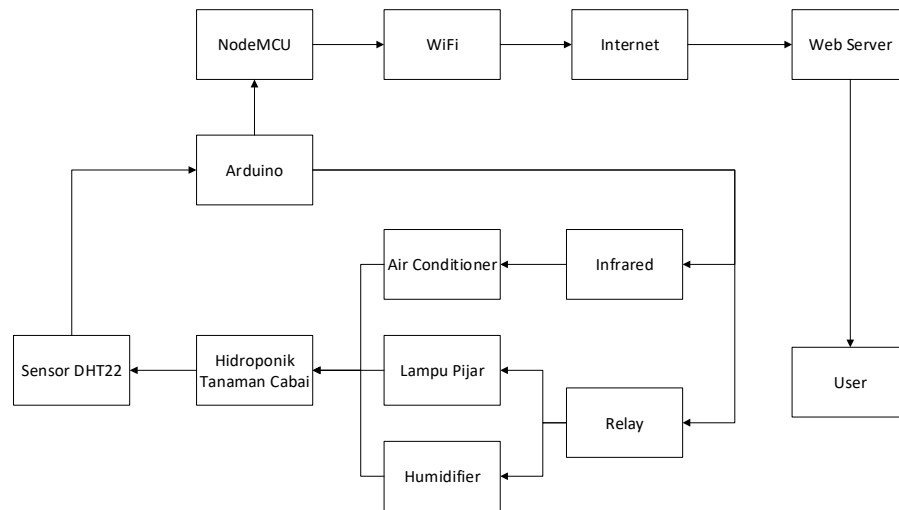 NodeMCU
WiFi
Internet
Web Server
Arduino
Air Conditioner
Infrared
Sensor DHT22
Hidroponik
Tanaman Cabai
Lampu Pijar
Relay
User
Humidifier